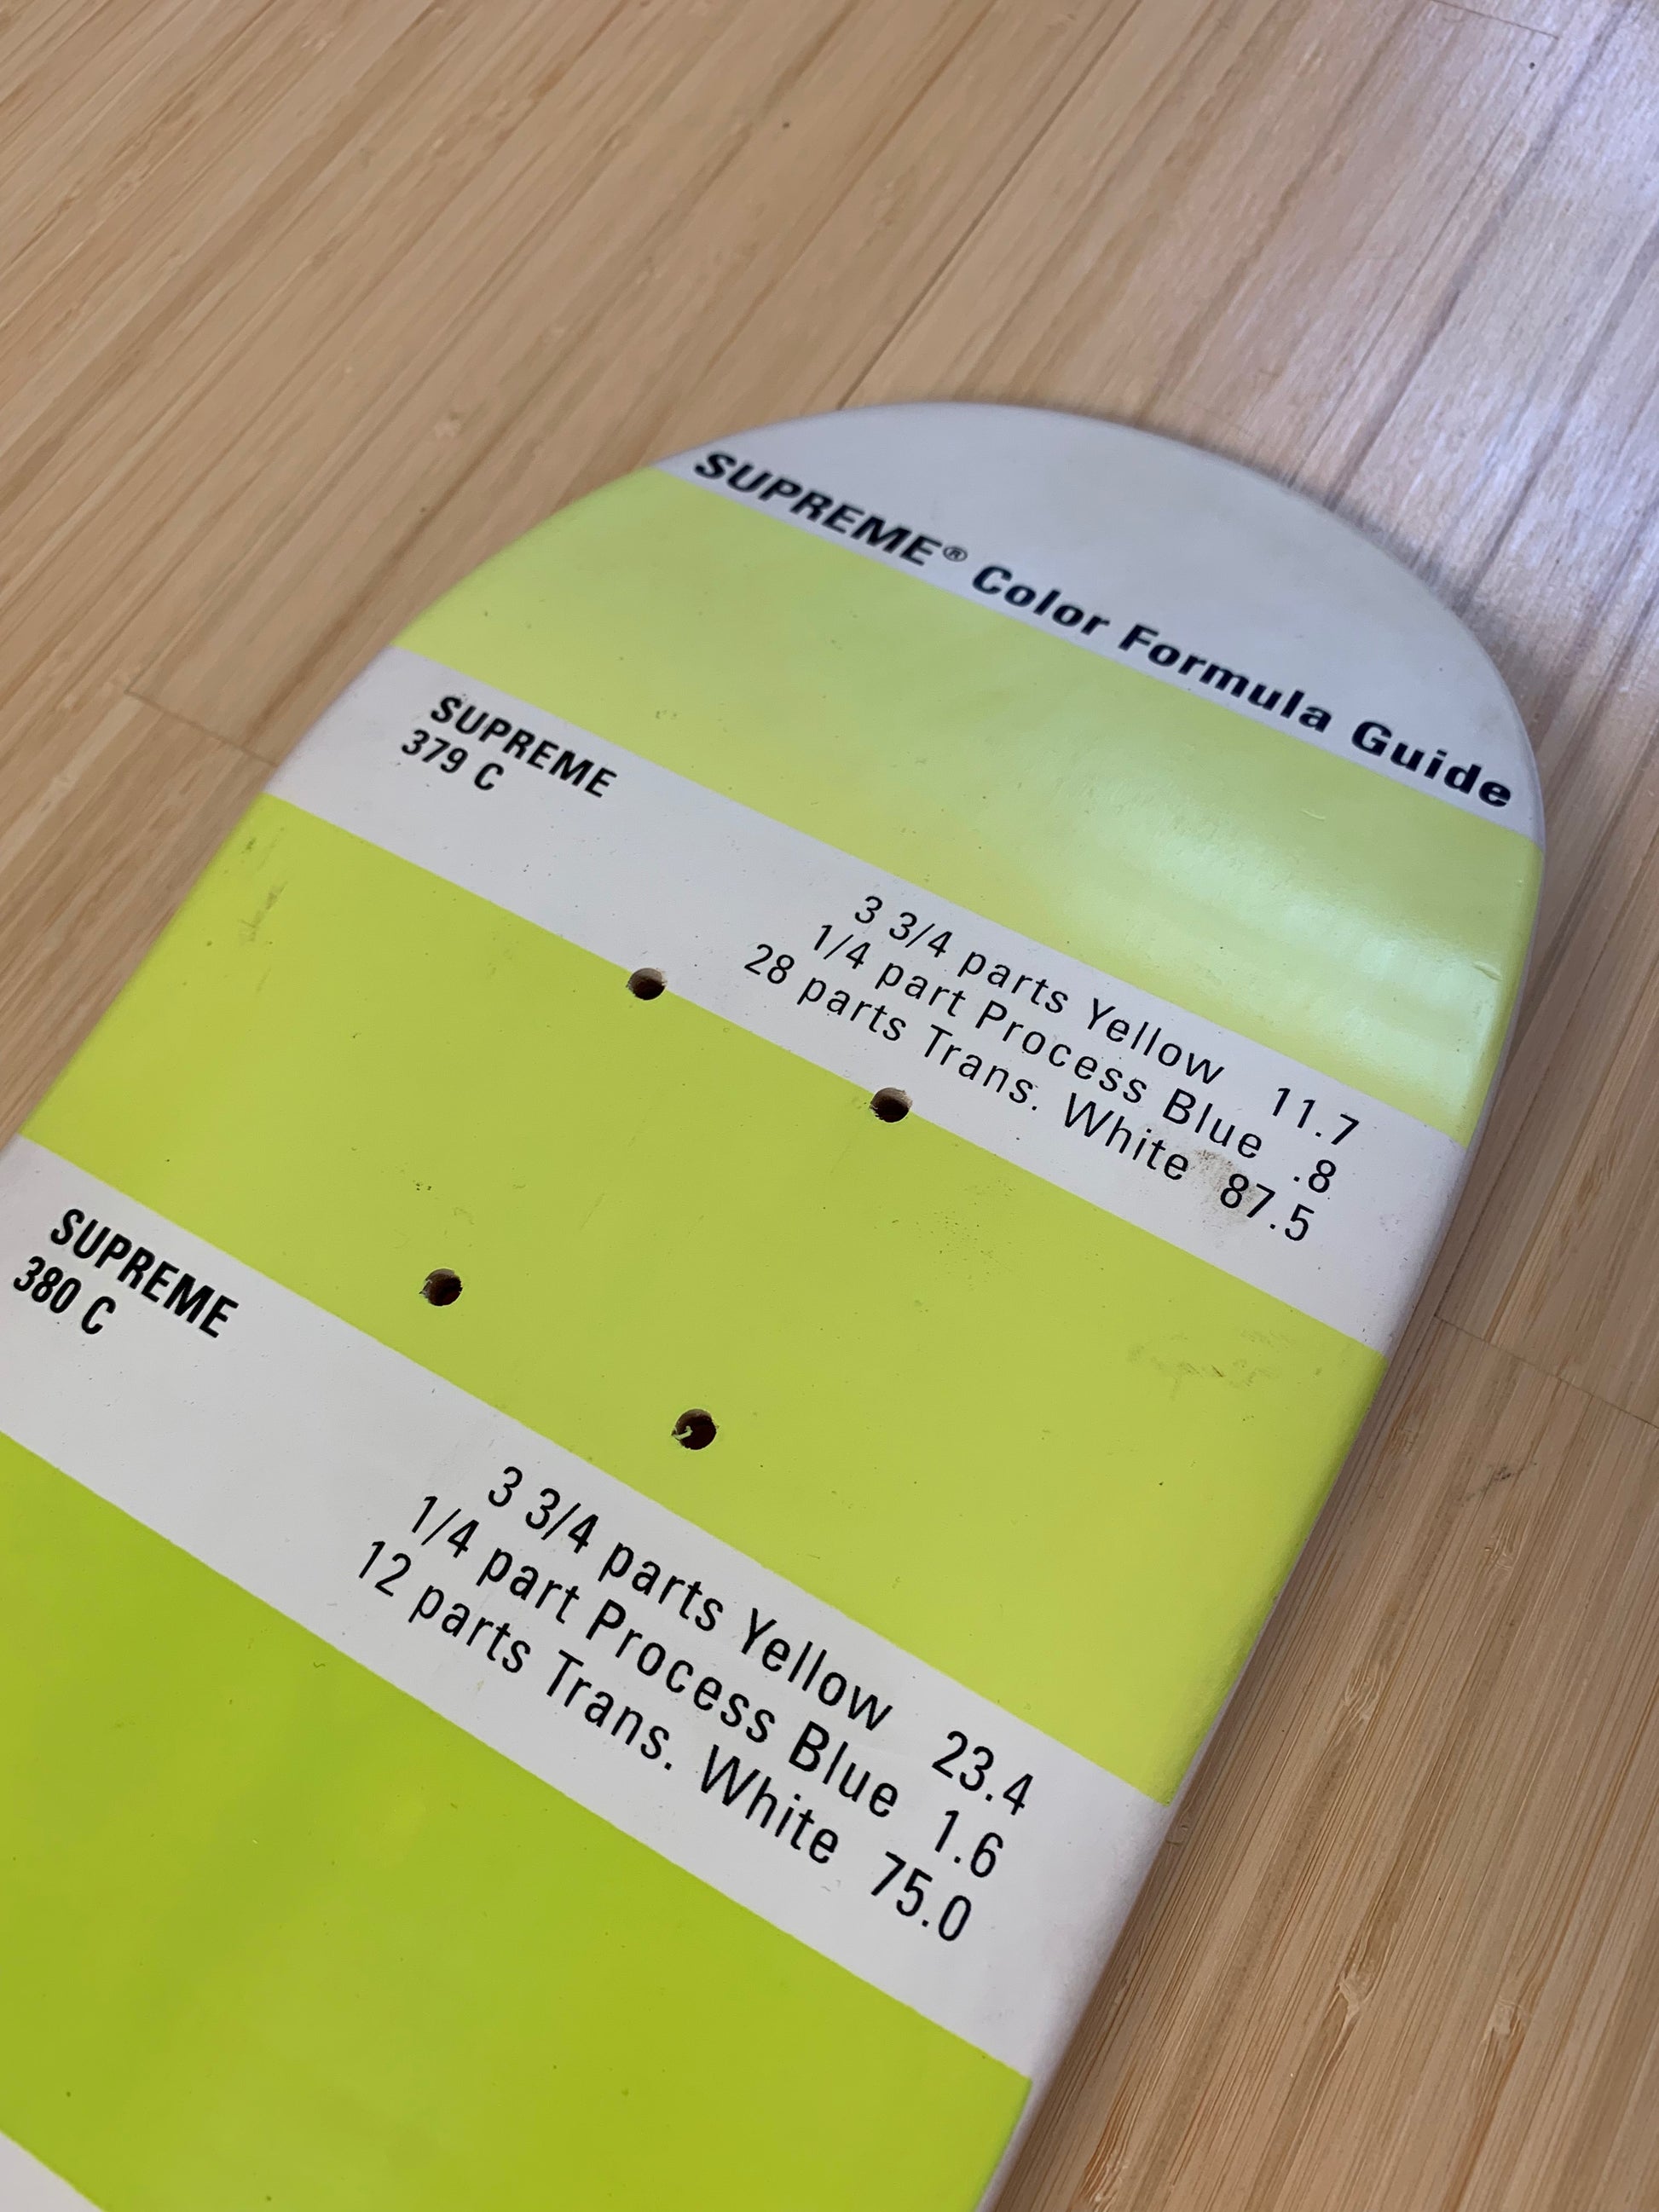 SUPREME® Color Formula Guide
SUPREME
379 C
3 3/4 parts Yellow 11.7
1/4 part Process Blue .8
28 parts Trans. White 87.5
SUPREME
380 C
3 3/4 parts Yellow 23.4
1/4 part Process Blue 1.6
12 parts Trans. White 75.0